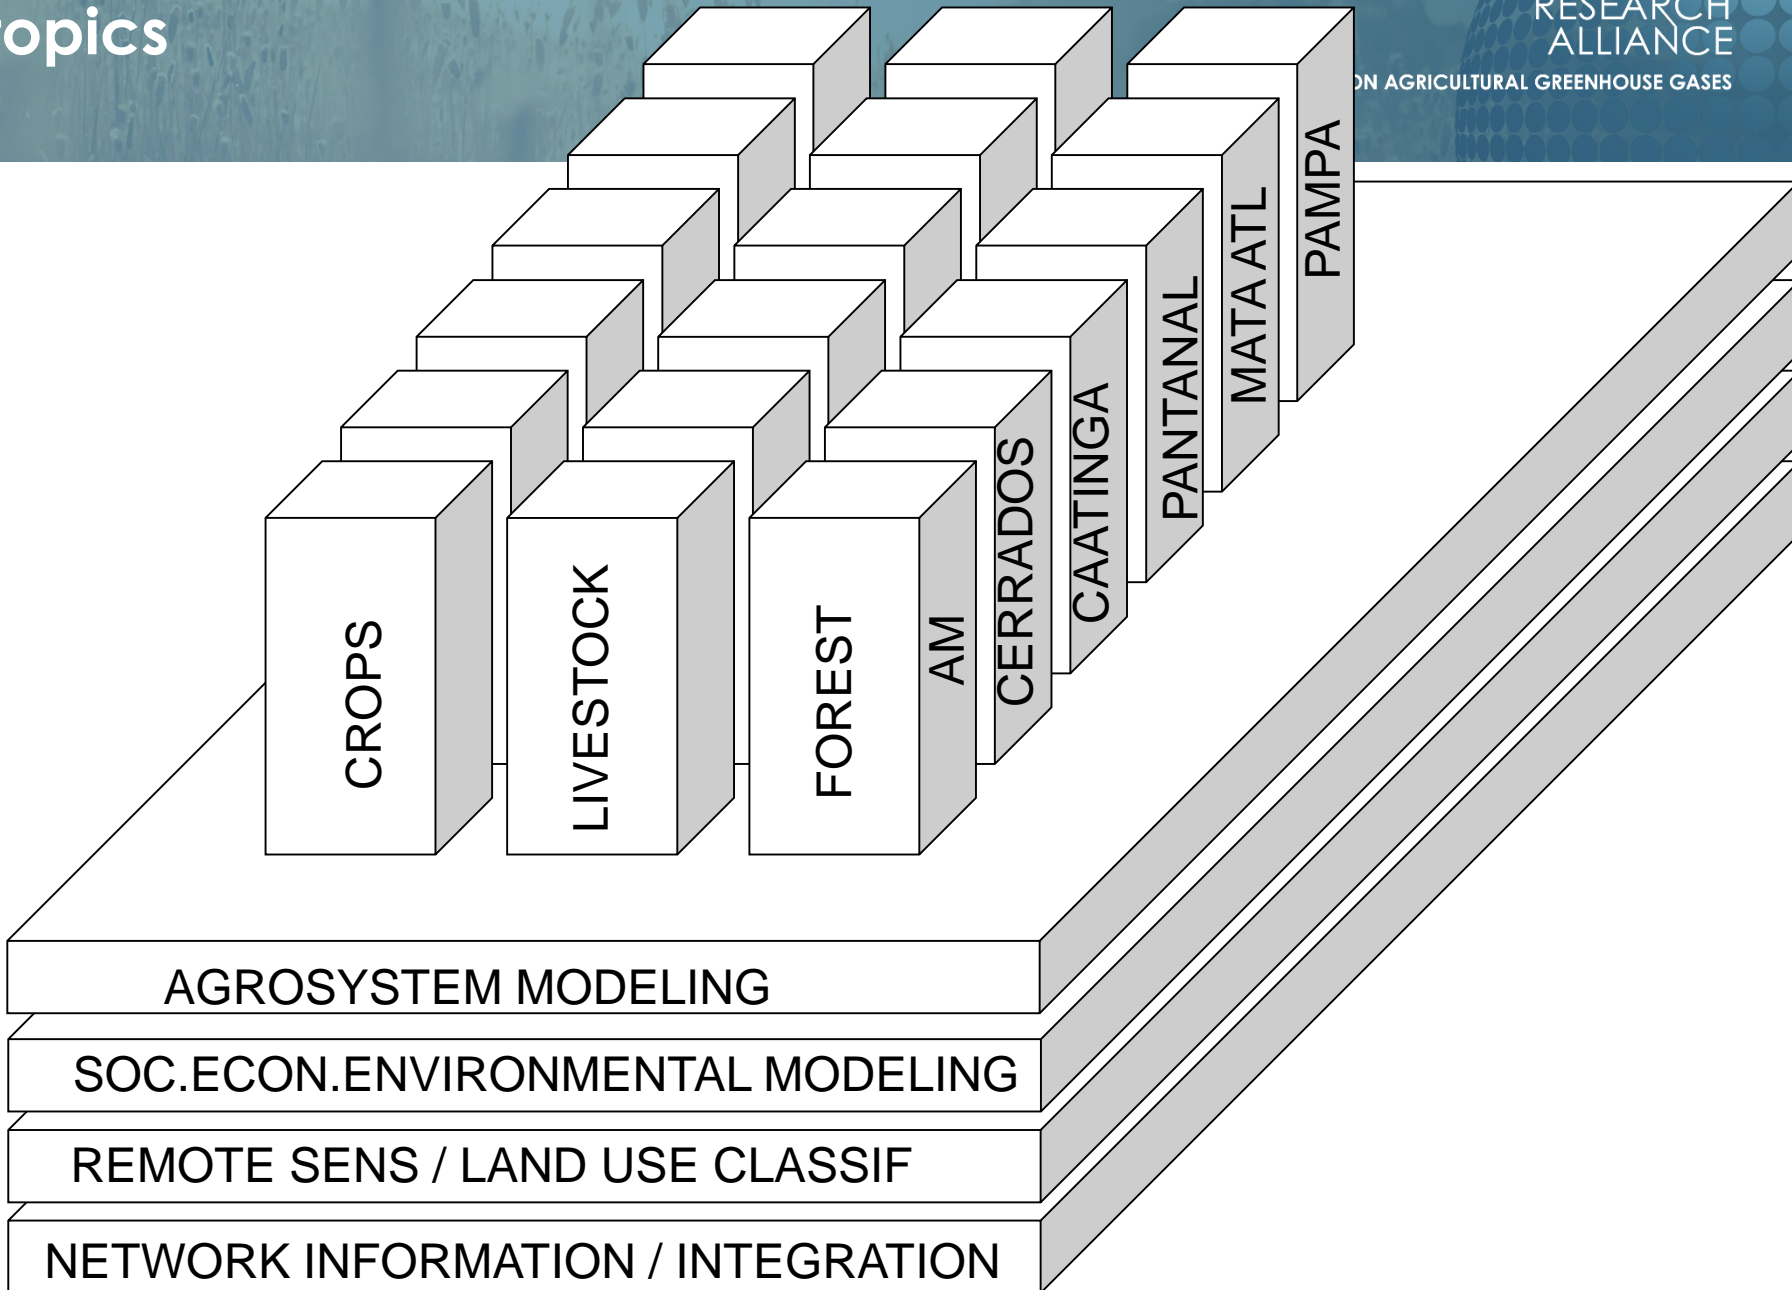 opics
RESEARCH
ALLIANCE
ON AGRICULTURAL GREENHOUSE GASES
PAMPA
MATA ATL
PANTANAL
CAATINGA
CERRADOS
AM
CROPS
LIVESTOCK
FOREST
AGROSYSTEM MODELING
SOC.ECON.ENVIRONMENTAL MODELING
REMOTE SENS / LAND USE CLASSIF
NETWORK INFORMATION / INTEGRATION